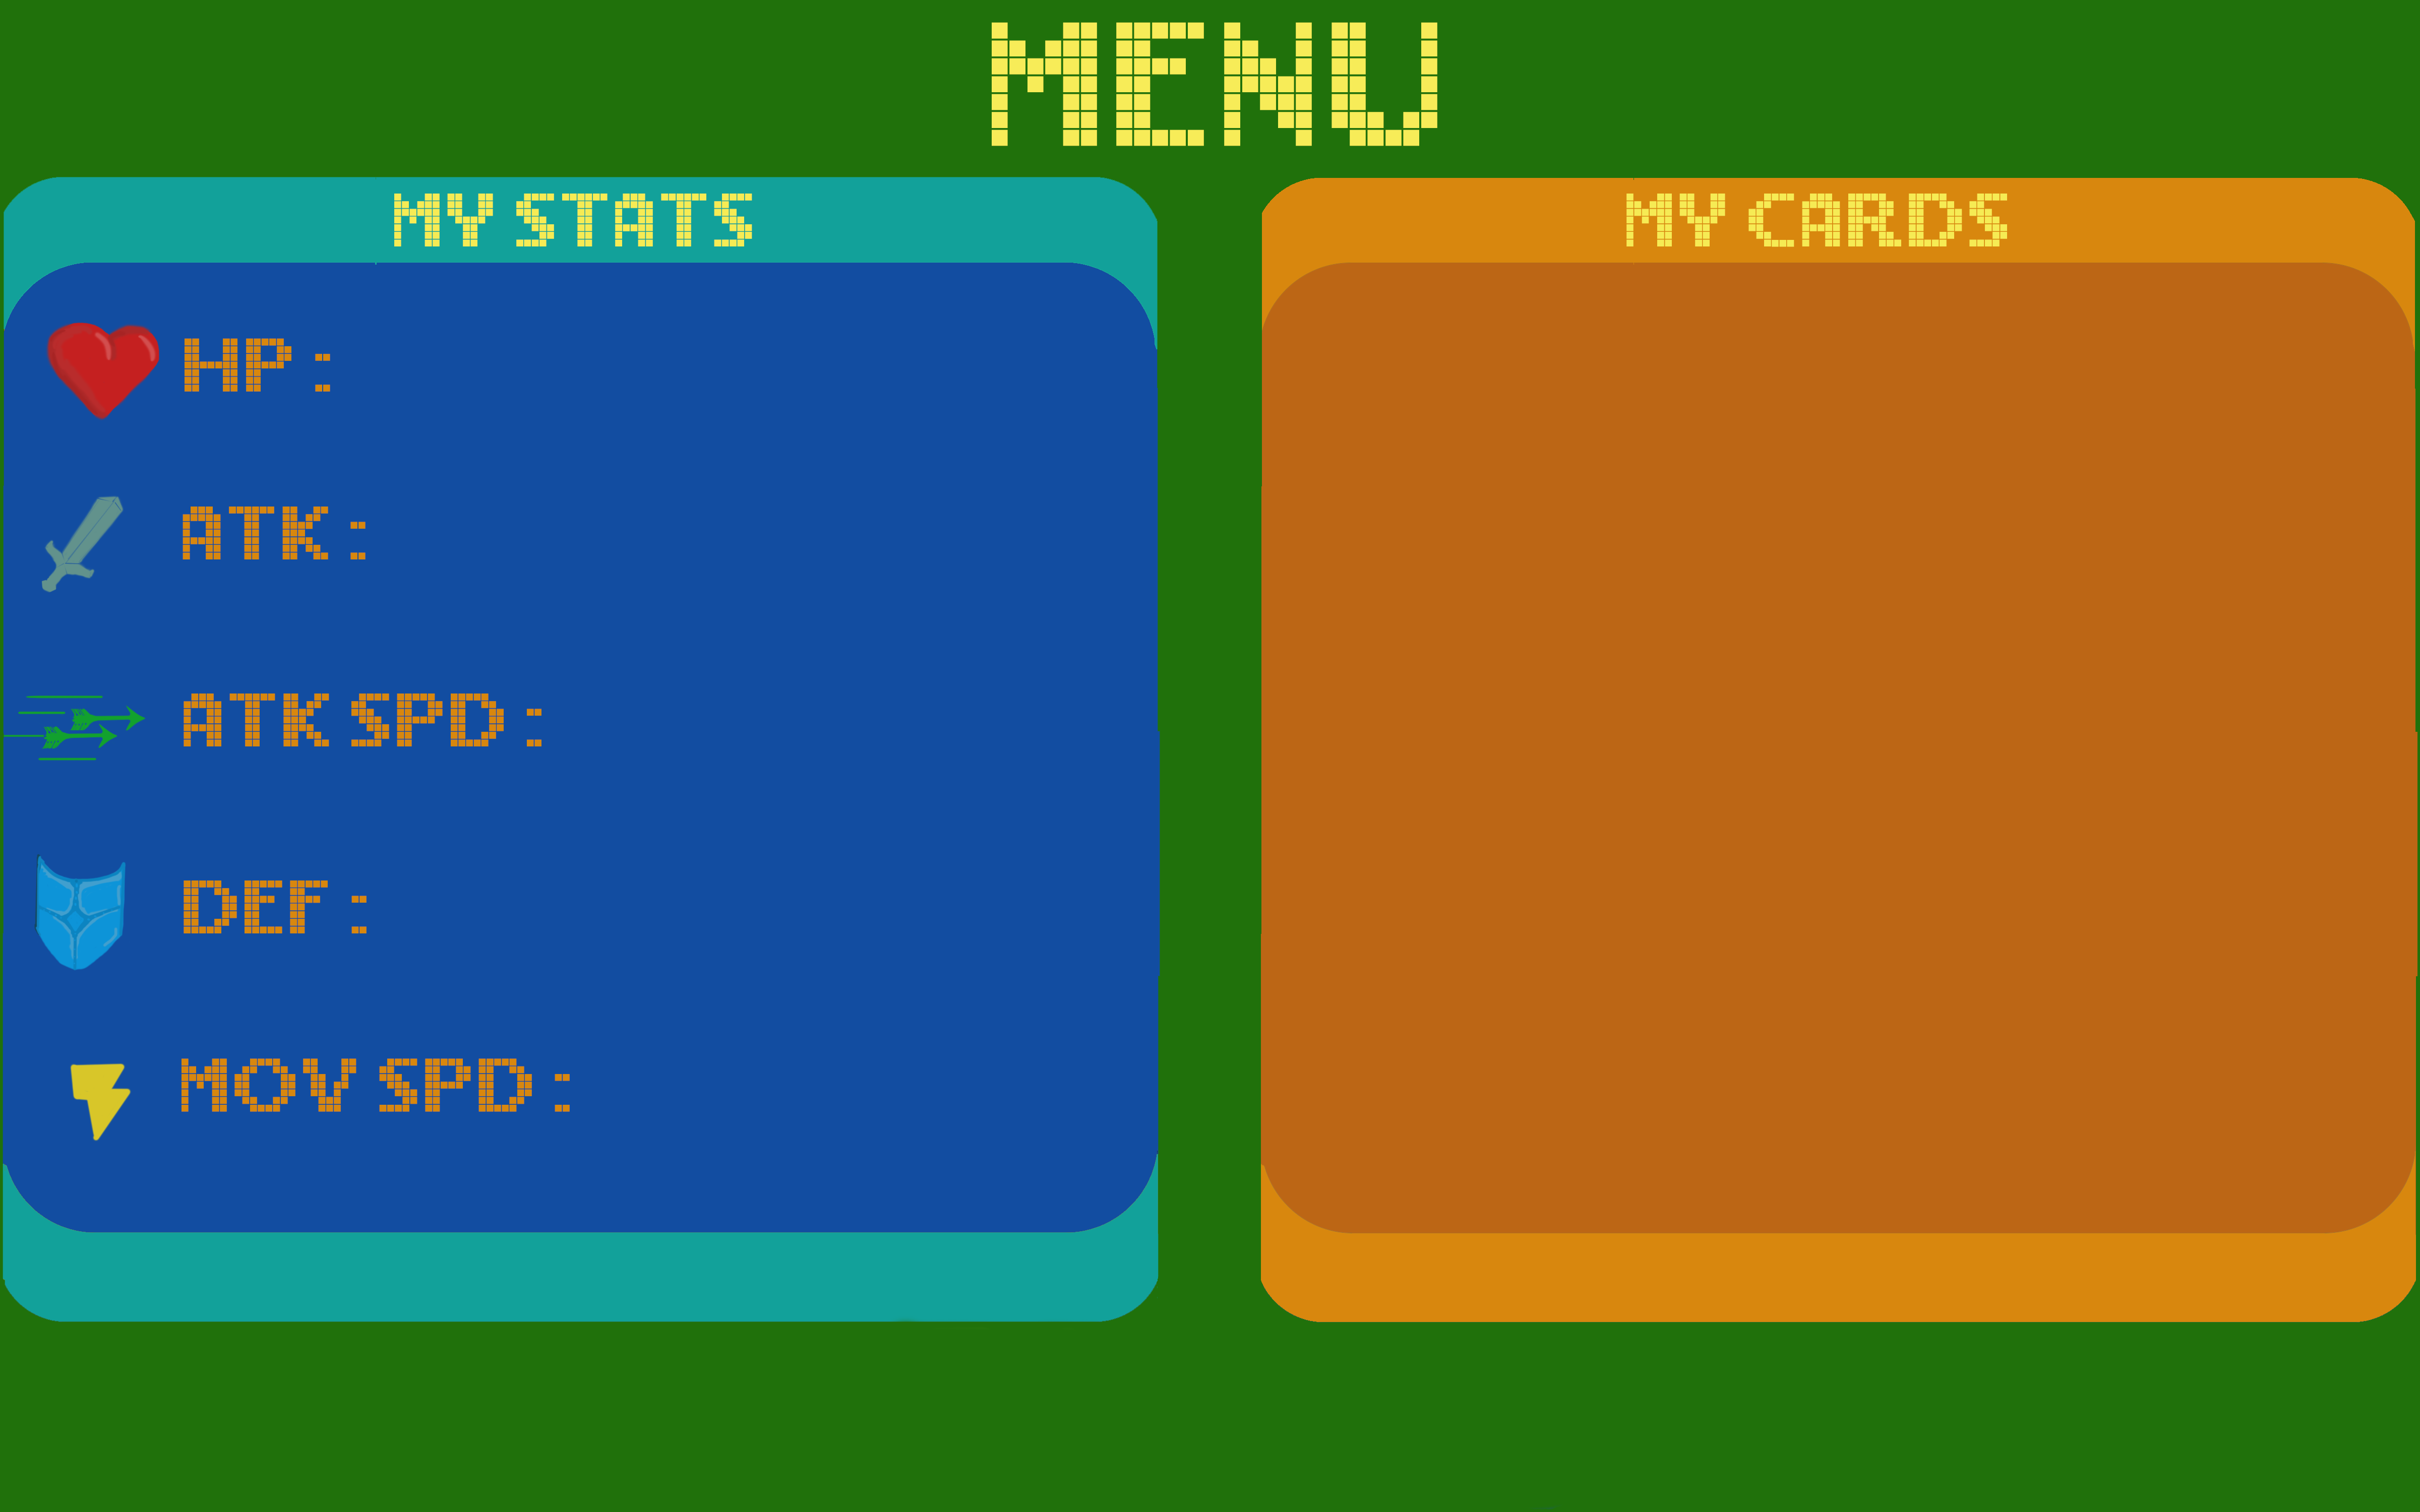 MENU
MY STATS
MY CARDS
HP :
ATK :
ATK SPD :
DEF :
MOV SPD :